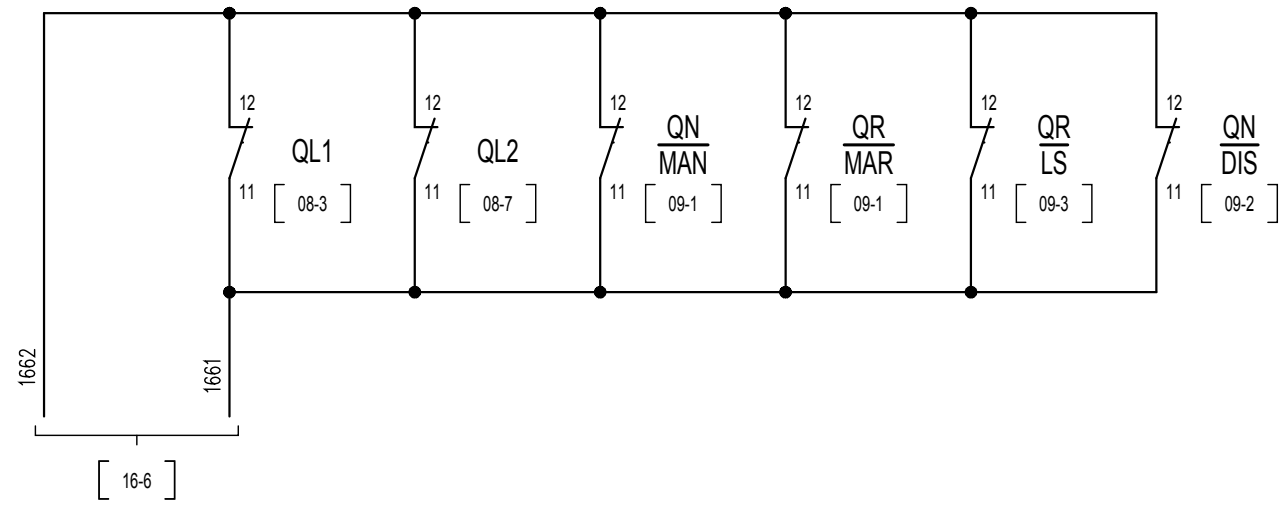 12
QL1
11
[ 08-3 ]
12
QL2
11
[ 08-7 ]
12
QN
MAN
11
[ 09-1 ]
12
QR
MAR
11
[ 09-1 ]
12
QR
LS
11
[ 09-3 ]
12
QN
DIS
11
[ 09-2 ]
1662
1661
[ 16-6 ]